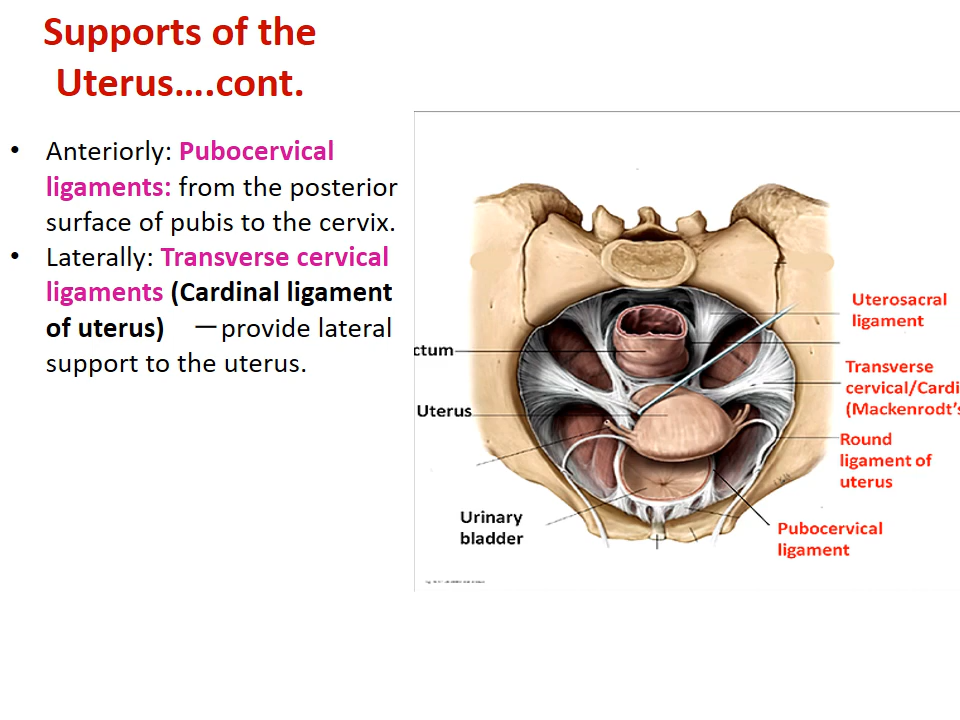 Supports of the
Uterus….cont.
• Anteriorly: Pubocervical
ligaments: from the posterior
surface of pubis to the cervix.
• Laterally: Transverse cervical
ligaments (Cardinal ligament
of uterus) —provide lateral
support to the uterus.
Uterosacral
ligament
ctum
Transverse
cervical/Cardi
(Mackenrodt's
Uterus
Round
ligament of
uterus
Urinary
bladder
Pubocervical
ligament